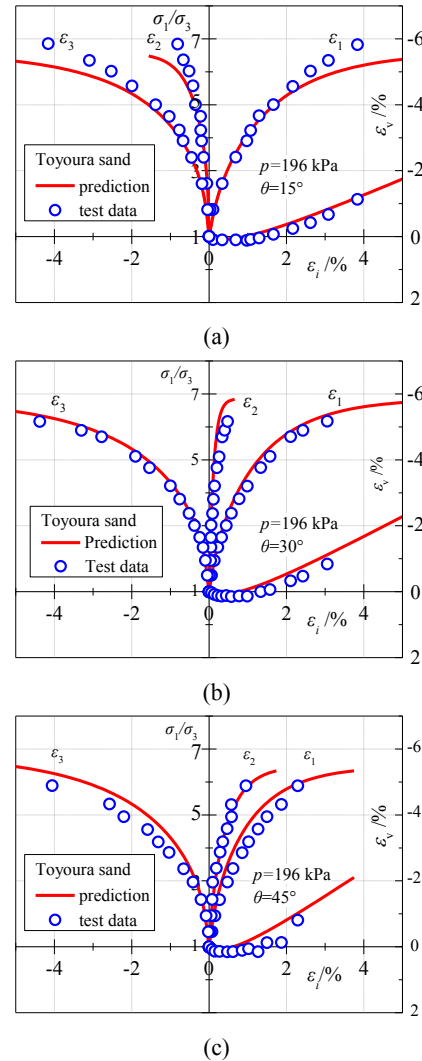 (a)
σ1/σ3
ε3
ε2
ε1
7
-6
5
-4
εv/%
Toyoura sand
prediction
test data
p=196 kPa
θ=15°
-2
1
0
-4
-2
0
2
4
εi/%
2
(a)
σ1/σ3
ε3
ε2
ε1
7
-6
5
-4
εv/%
Toyoura sand
Prediction
Test data
p=196 kPa
θ=30°
-2
1
0
-4
-2
0
2
4
εi/%
2
(b)
σ1/σ3
ε3
ε2
ε1
7
-6
5
-4
εv/%
Toyoura sand
prediction
test data
p=196 kPa
θ=45°
-2
1
0
-4
-2
0
2
4
εi/%
2
(c)